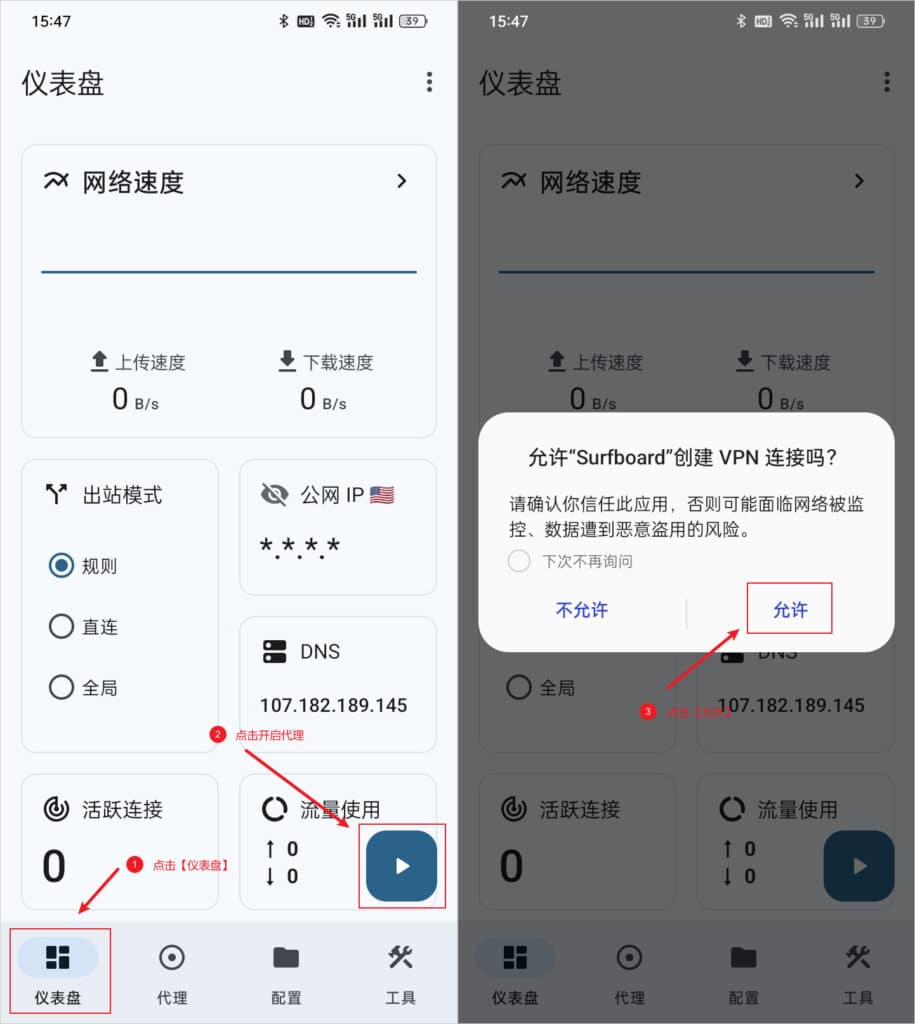 15:47
HD
5G
5G
39
仪表盘
网络速度
上传速度
下载速度
0 B/s
0 B/s
出站模式
规则
直连
全局
公网 IP
*.*.*.*
DNS
107.182.189.145
2
点击开启代理
活跃连接
0
流量使用
↑ 0
↓ 0
1
点击【仪表盘】
仪表盘
代理
配置
工具
15:47
HD
5G
5G
39
仪表盘
网络速度
上传速度
下载速度
0 B/s
0 B/s
允许“Surfboard”创建 VPN 连接吗？
请确认你信任此应用，否则可能面临网络被监
控、数据遭到恶意盗用的风险。
下次不再询问
不允许
允许
DNS
全局
3
点击
107.182.189.145
活跃连接
0
流量使用
↑ 0
↓ 0
仪表盘
代理
配置
工具